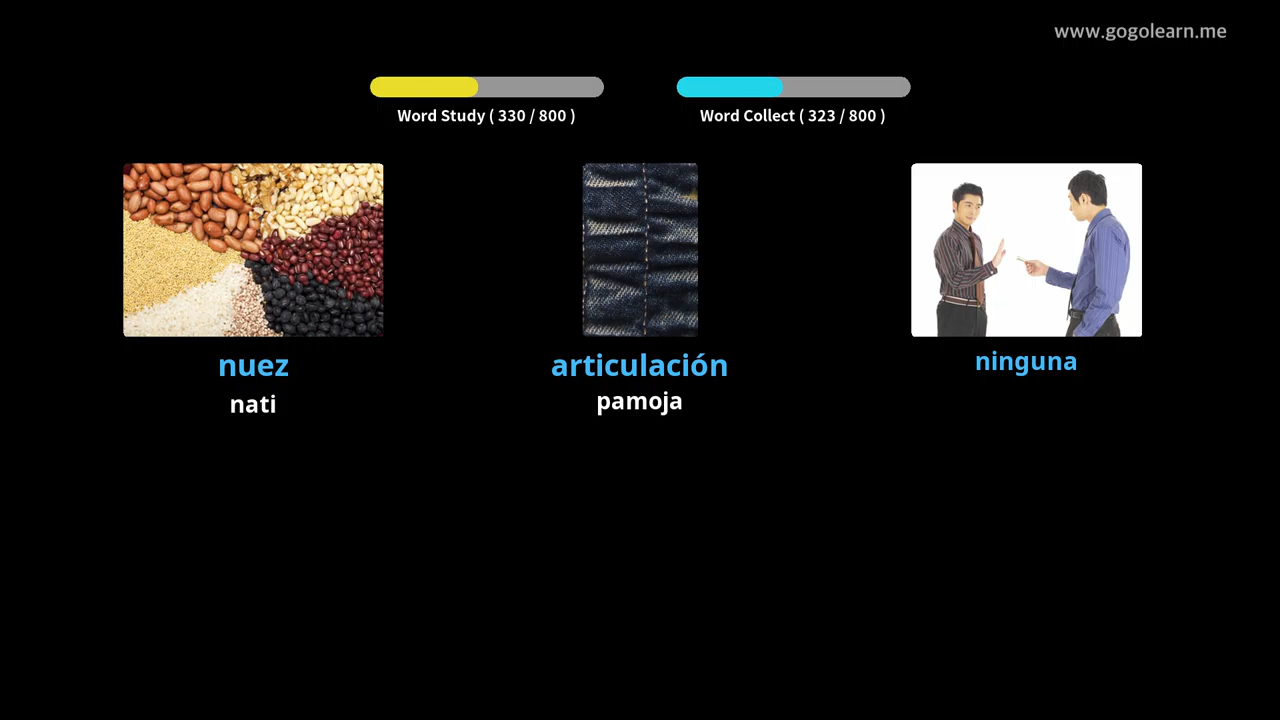 www.gogolearn.me
Word Study ( 330 / 800 )
Word Collect ( 323 / 800 )
nuez
nati
articulación
pamoja
ninguna